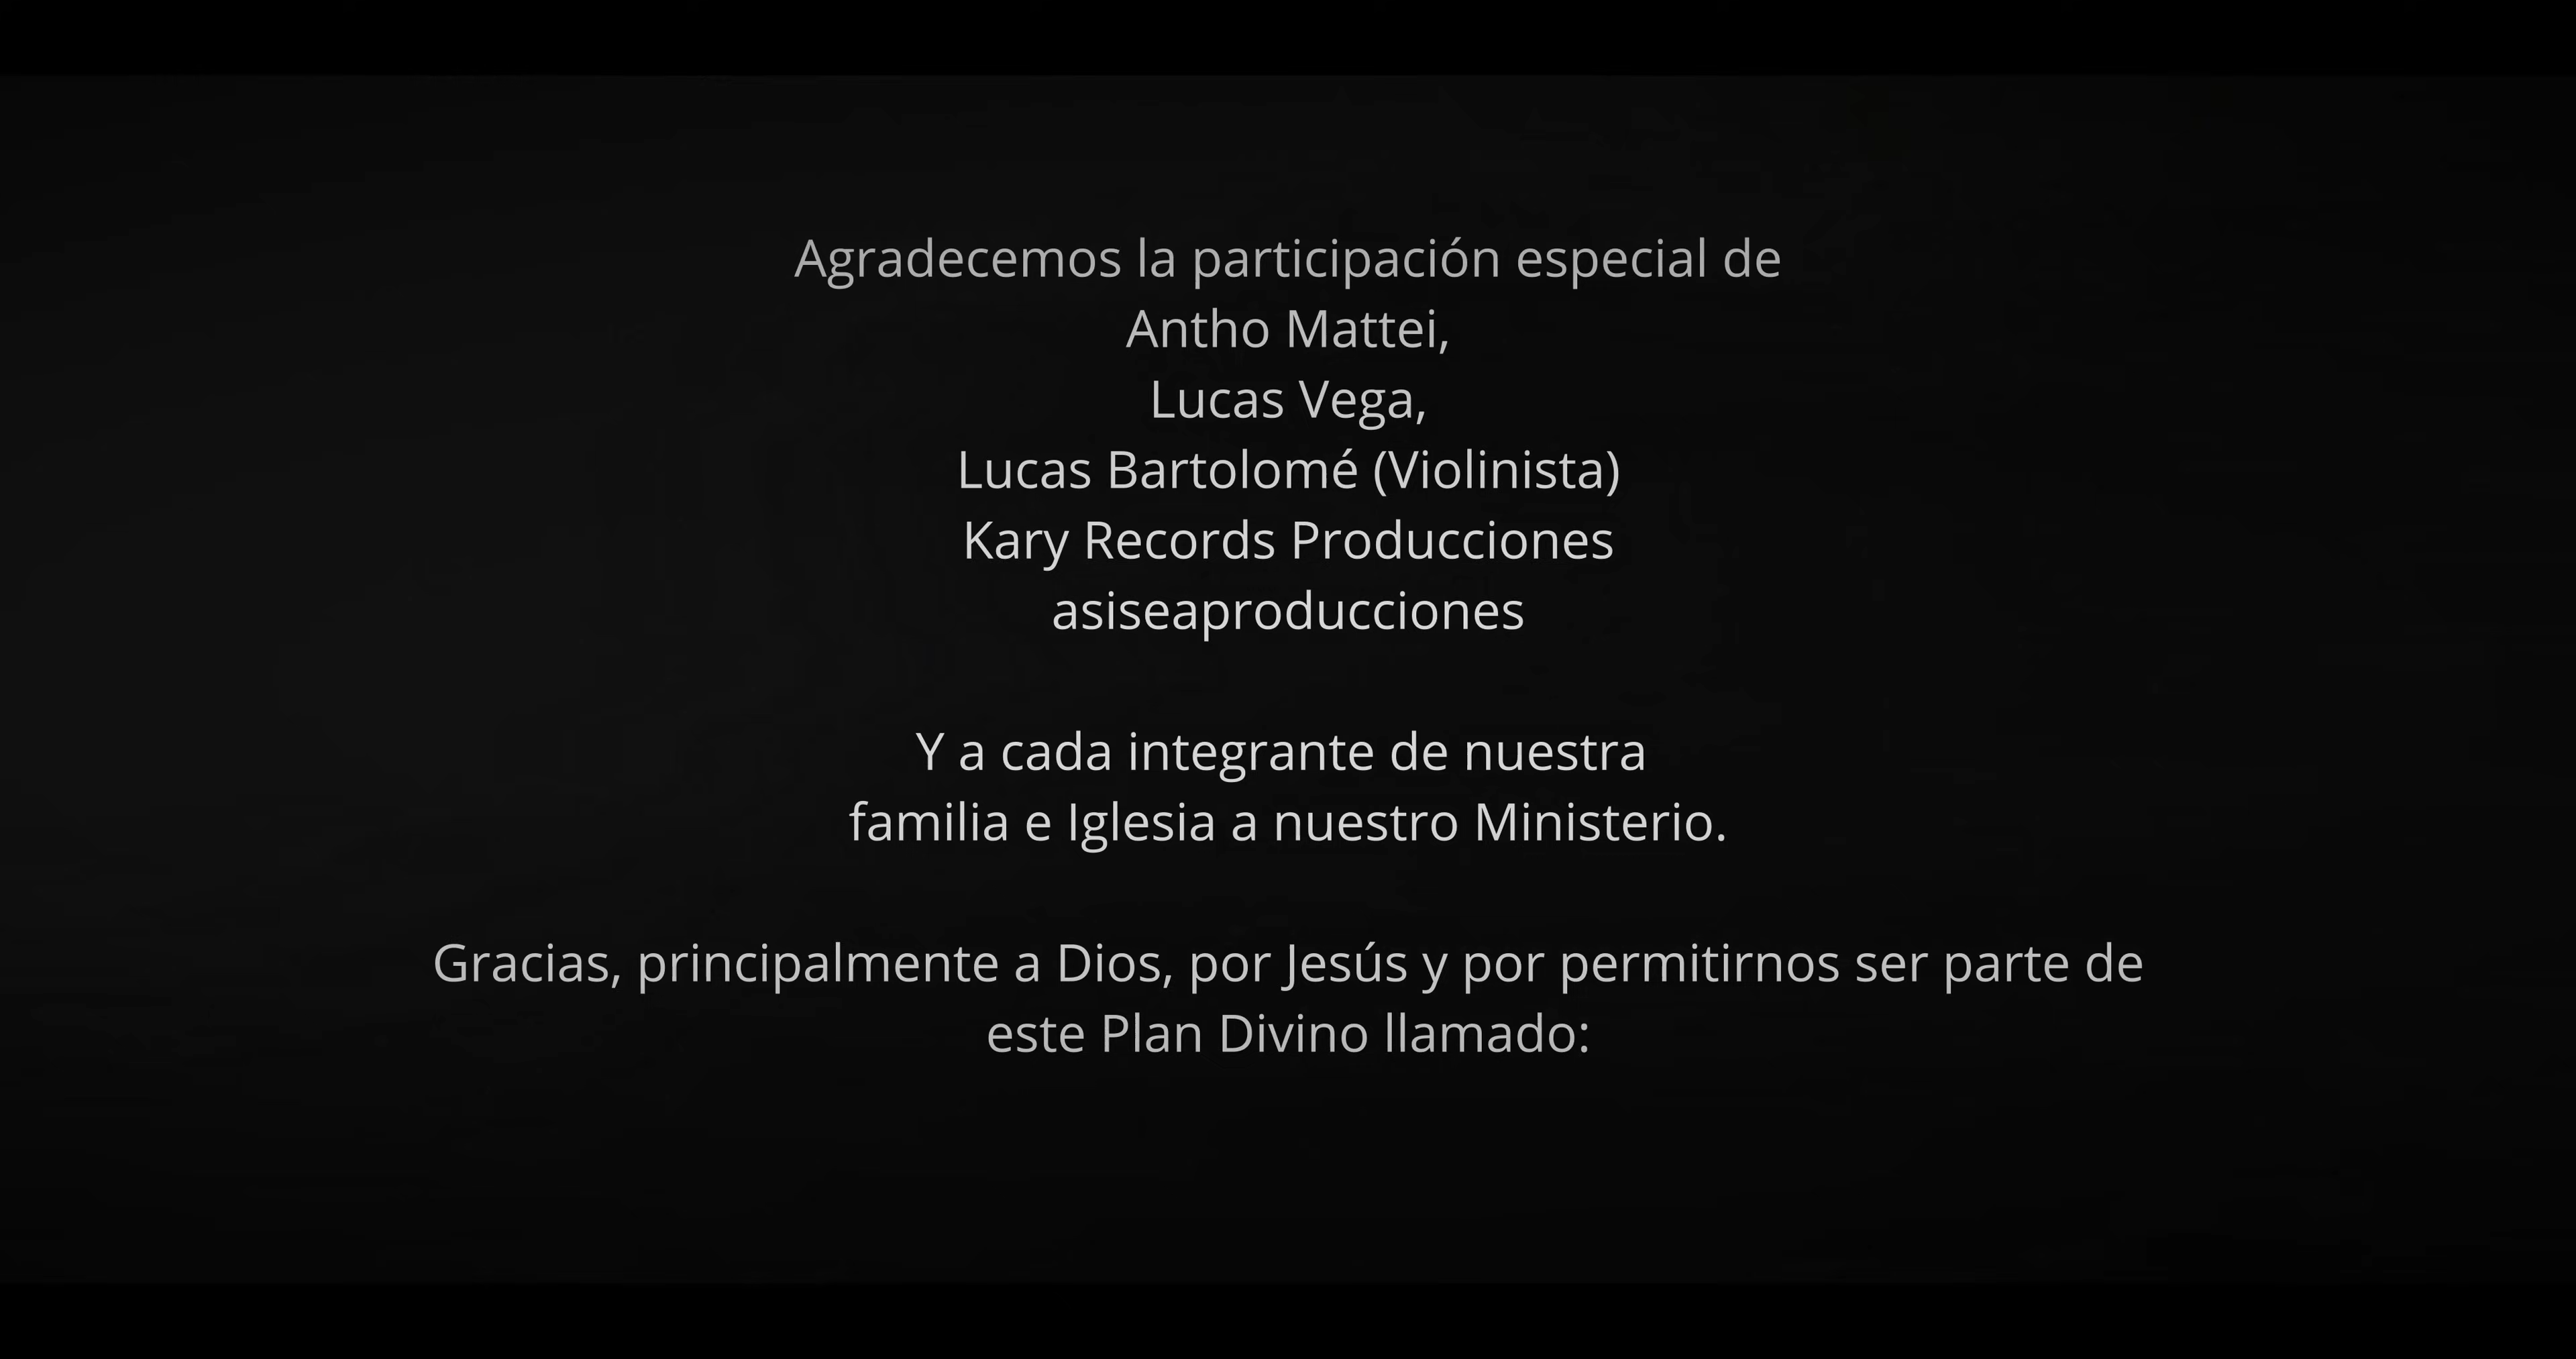 Agradecemos la participación especial de
Antho Mattei,
Lucas Vega,
Lucas Bartolomé (Violinista)
Kary Records Producciones
asiseaproducciones
Y a cada integrante de nuestra
familia e Iglesia a nuestro Ministerio.
Gracias, principalmente a Dios, por Jesús y por permitirnos ser parte de
este Plan Divino llamado: